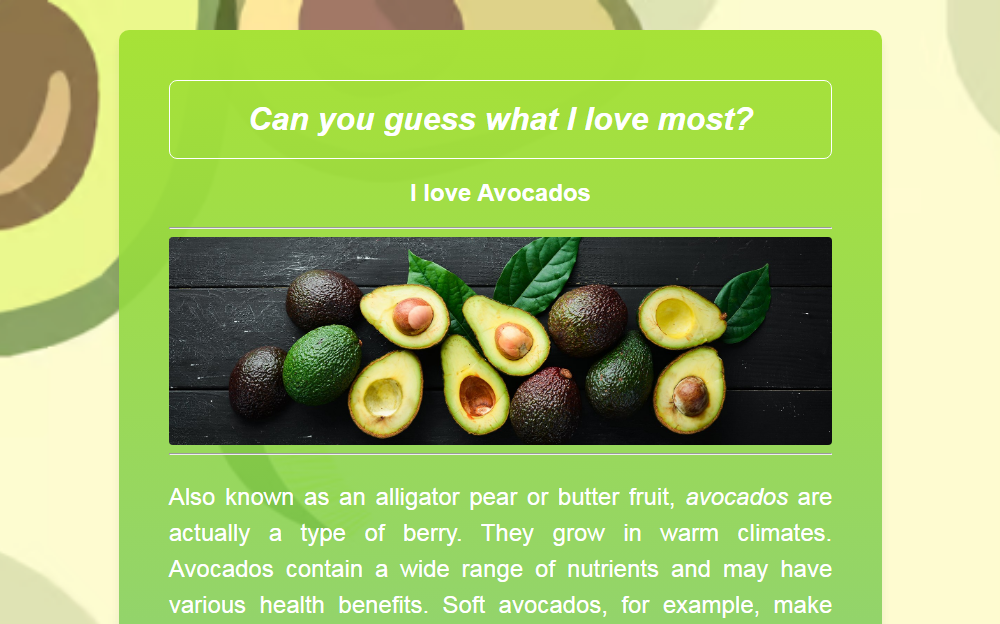 Can you guess what I love most?
I love Avocados
Also known as an alligator pear or butter fruit, avocados are
actually a type of berry. They grow in warm climates.
Avocados contain a wide range of nutrients and may have
various health benefits. Soft avocados, for example, make